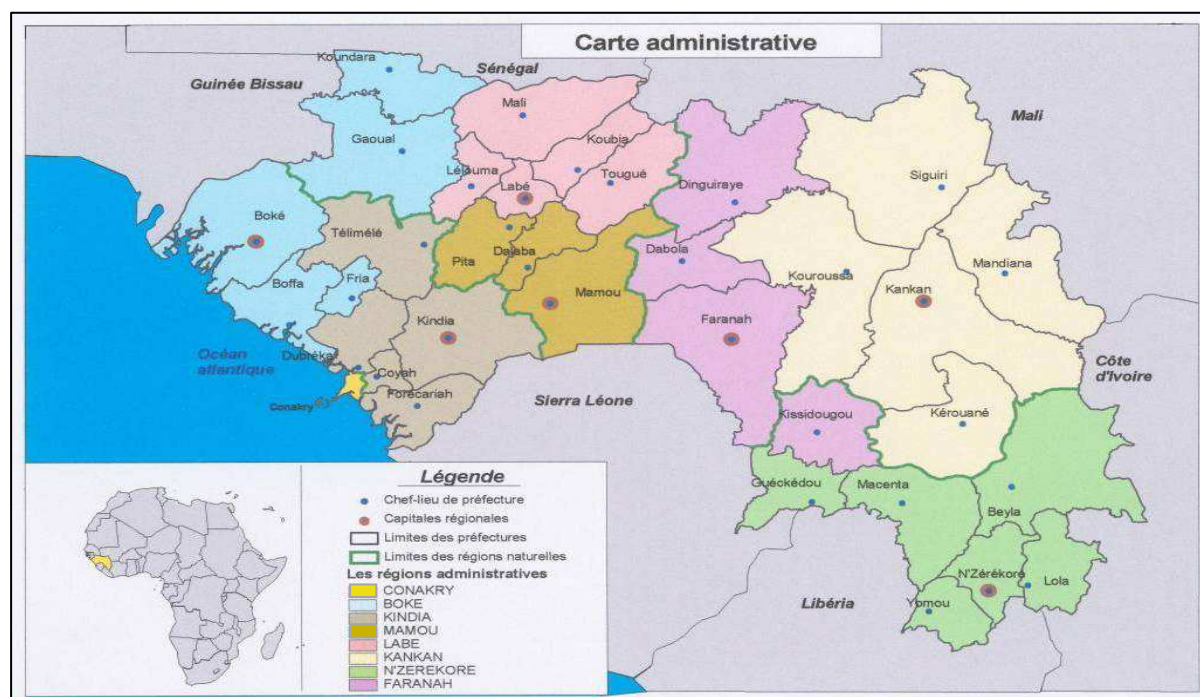 Carte administrative
Koundara
Sénégal
Guinée Bissau
Mali
Mali
Gaoual
Koubia
Lélouma
Labé
Tougué
Dinguiraye
Siguiri
Boké
Télimélé
Pita
Dalaba
Dabola
Kouroussa
Mandiana
Boffa
Fria
Mamou
Kankan
Kindia
Faranah
Océan
atlantique
Dubréka
Coyah
Côte
d'Ivoire
Conakry
Forécariah
Sierra Léone
Kissidougou
Kérouané
Guéckédou
Macenta
Beyla
N'Zérékoré
Lola
Libéria
Yomou
Légende
Chef-lieu de préfecture
Capitales régionales
Limites des préfectures
Limites des régions naturelles
Les régions administratives
CONAKRY
BOKE
KINDIA
MAMOU
LABE
KANKAN
N'ZEREKORE
FARANAH